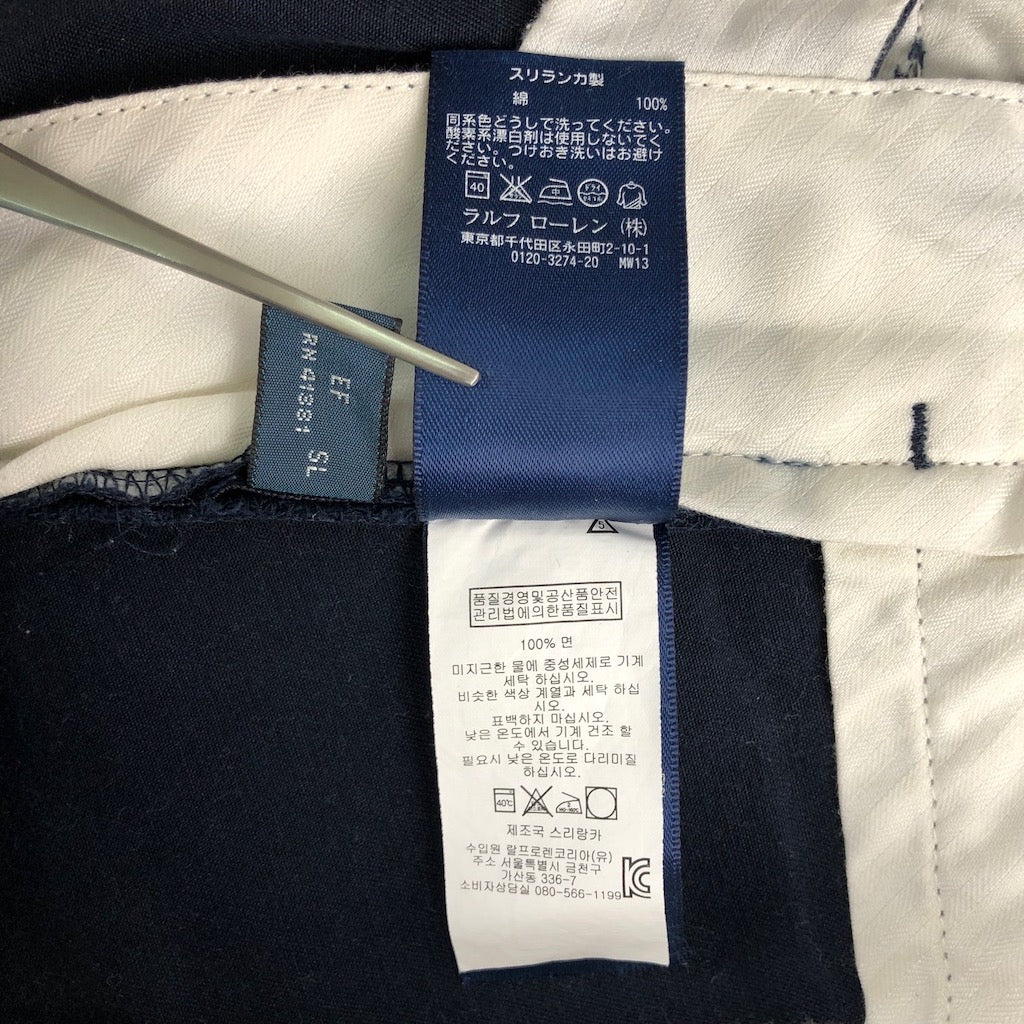 スリランカ製
綿 100%
同系色どうしで洗ってください。
酸素系漂白剤は使用しないでく
ださい。つけおき洗いはお避け
ください。
40 中 ドライ
ラルフ ローレン (株)
東京都千代田区永田町2-10-1
0120-3274-20 MW13
EF
RN41381 SL
5
품질경영및공산품안전
관리법에의한품질표시
100% 면
미지근한 물에 중성세제로 기계
세탁 하십시오.
비슷한 색상 계열과 세탁 하십
시오.
표백하지 마십시오.
낮은 온도에서 기계 건조 할
수 있습니다.
필요시 낮은 온도로 다리미질
하십시오.
40℃
제조국 스리랑카
수입원 랄프로렌코리아(유)
주소 서울특별시 금천구
가산동 336-7
소비자상담실 080-566-1199